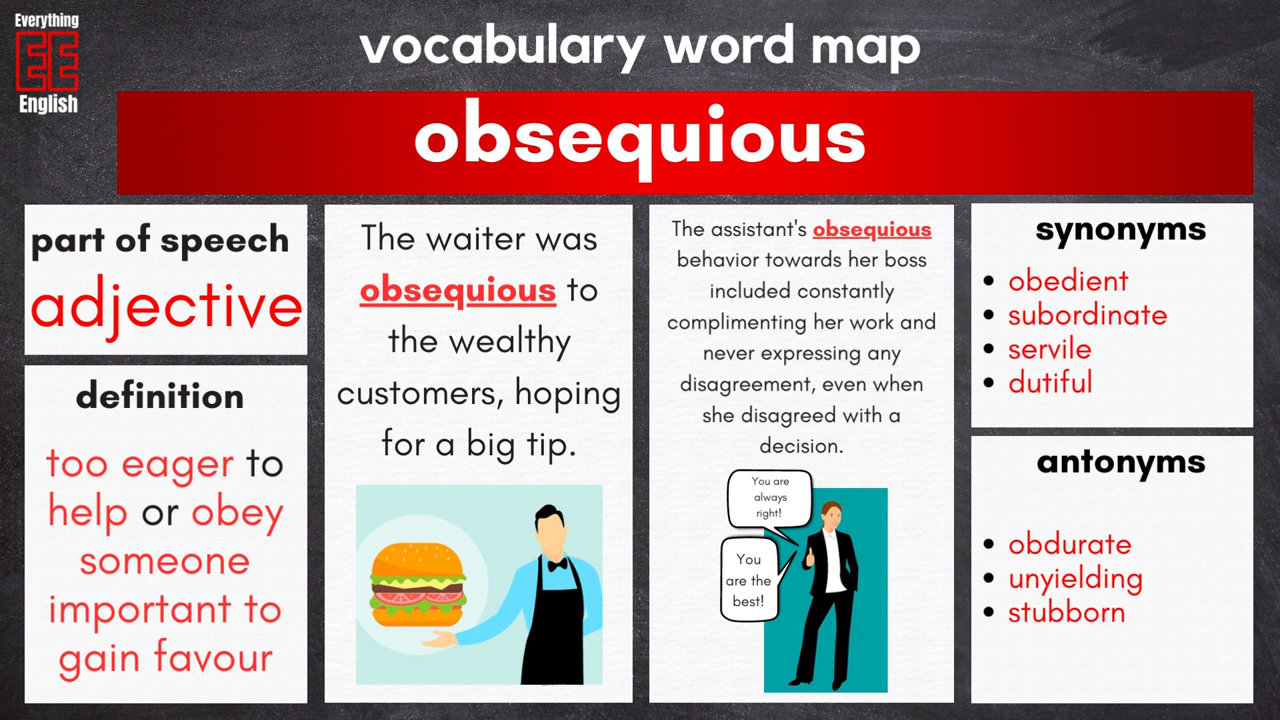 Everything
EE
English
vocabulary word map
obsequious
part of speech
adjective
definition
too eager to
help or obey
someone
important to
gain favour
The waiter was
obsequious to
the wealthy
customers, hoping
for a big tip.
The assistant's obsequious
behavior towards her boss
included constantly
complimenting her work and
never expressing any
disagreement, even when
she disagreed with a
decision.
You are
always
right!
You
are the
best!
synonyms
• obedient
• subordinate
• servile
• dutiful
antonyms
• obdurate
• unyielding
• stubborn